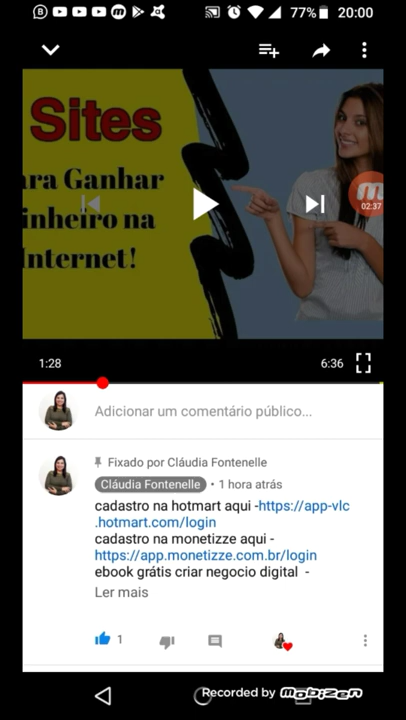 77% 20:00
Sites
ara Ganhar
inheiro na
Internet!
02:37
1:28 6:36
Adicionar um comentário público...
Fixado por Cláudia Fontenelle
Cláudia Fontenelle • 1 hora atrás
cadastro na hotmart aqui -https://app-vlc
.hotmart.com/login
cadastro na monetizze aqui -
https://app.monetizze.com.br/login
ebook grátis criar negocio digital -
Ler mais
1
Recorded by Mobizen